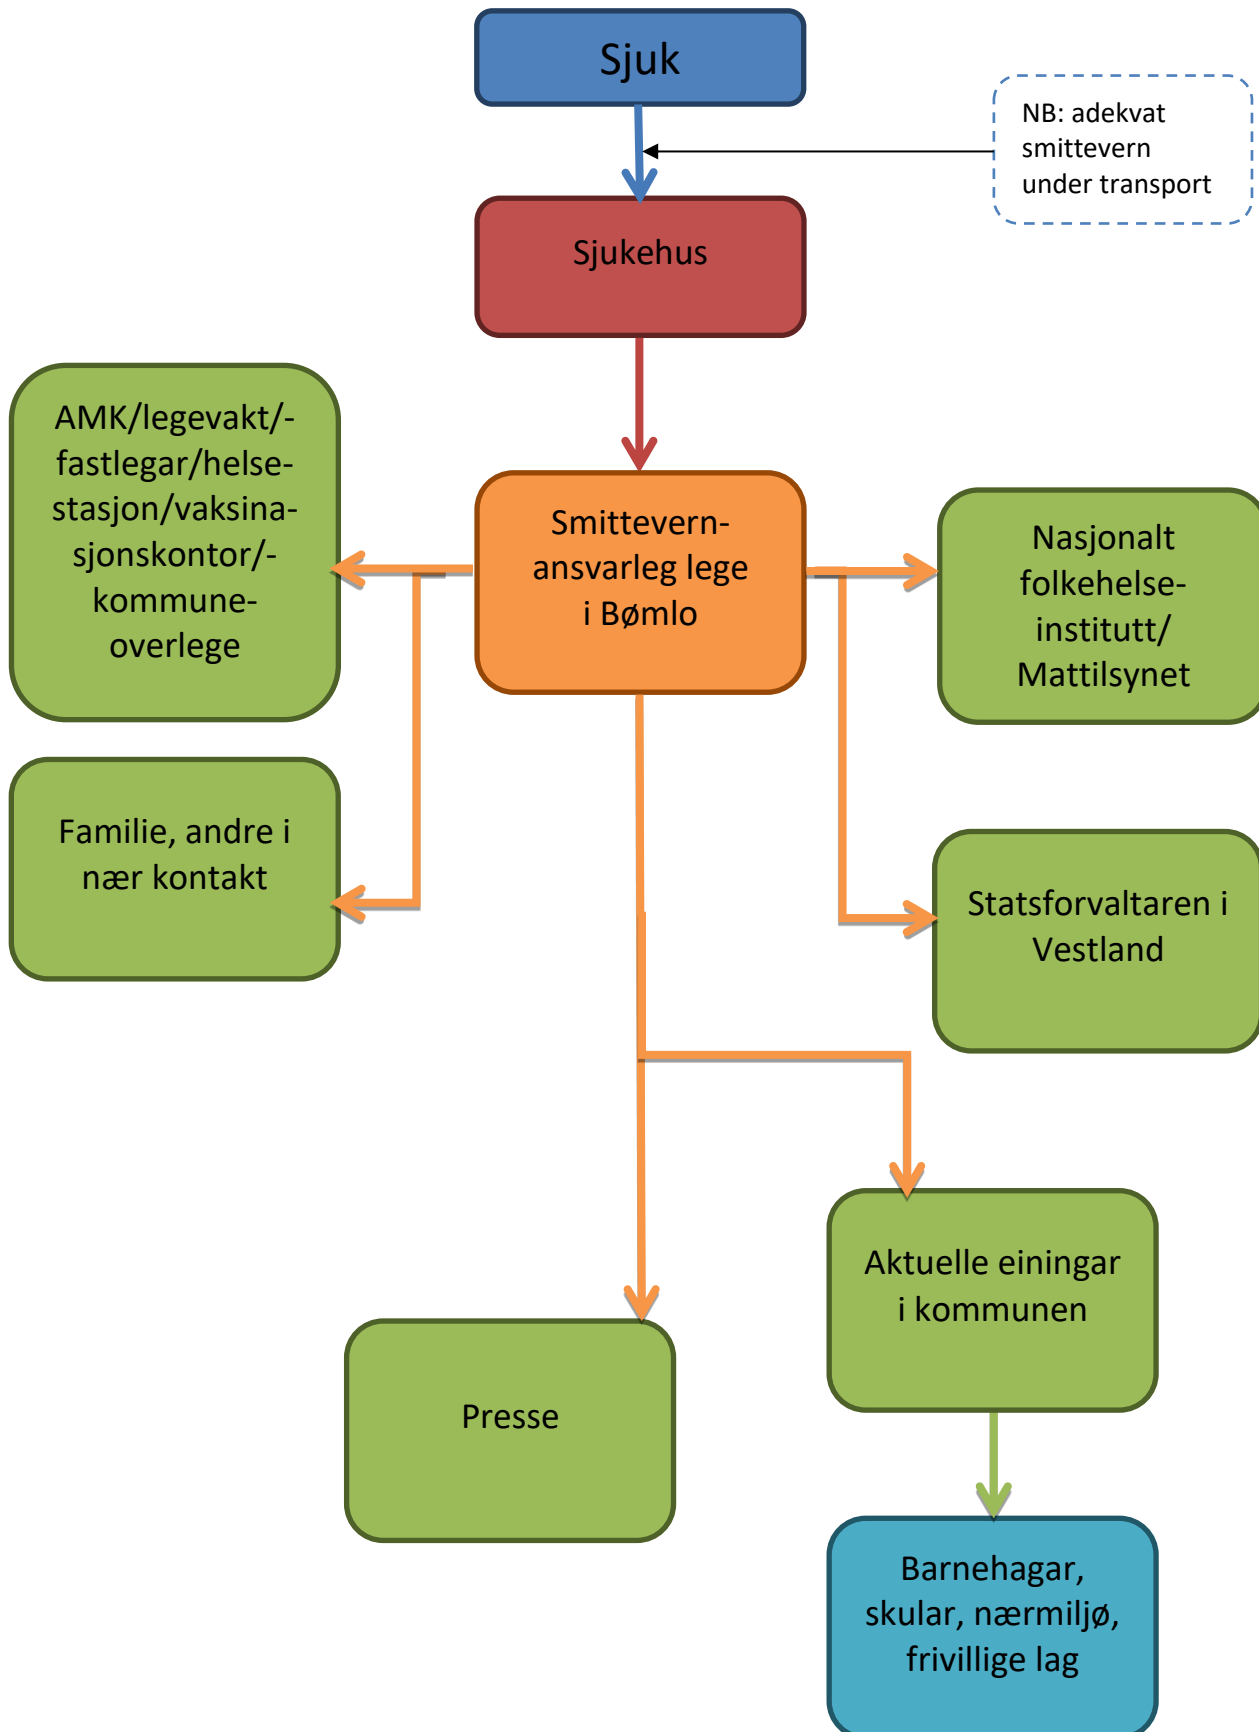 Sjuk
NB: adekvat
smittevern
under transport
Sjukehus
AMK/legevakt/-
fastlegar/helse-
stasjon/vaksina-
sjonskontor/-
kommune-
overlege
Smittevern-
ansvarleg lege
i Bømlo
Nasjonalt
folkehelse-
institutt/
Mattilsynet
Familie, andre i
nær kontakt
Statsforvaltaren i
Vestland
Aktuelle einingar
i kommunen
Presse
Barnehagar,
skular, nærmiljø,
frivillige lag